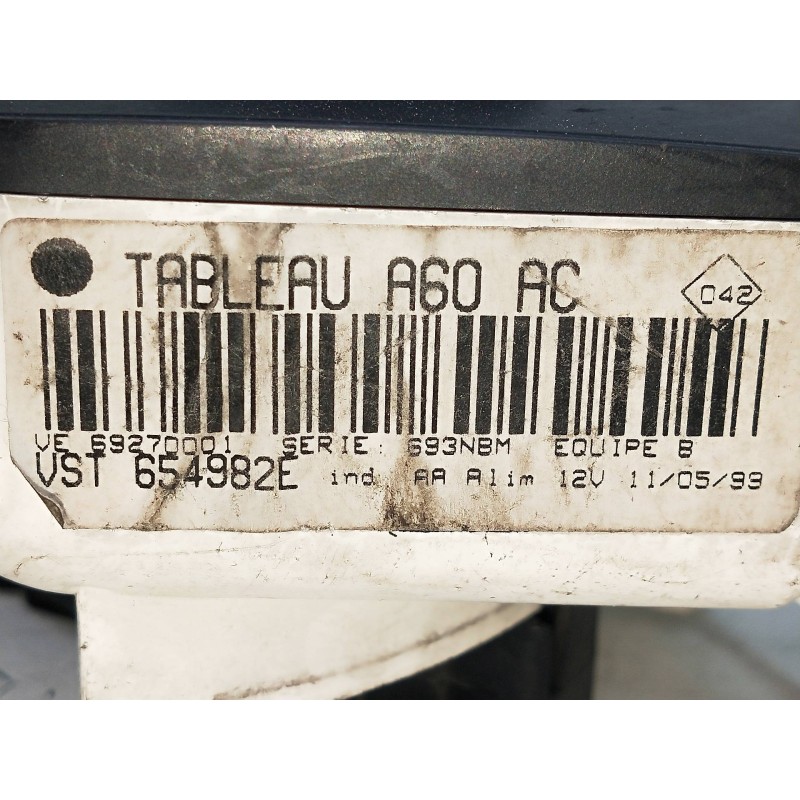 TABLEAU A60 AC
042
VE 69270001 SERIE: 693NBM EQUIPE B
VST 654982E ind AA Alim 12V 11/05/99